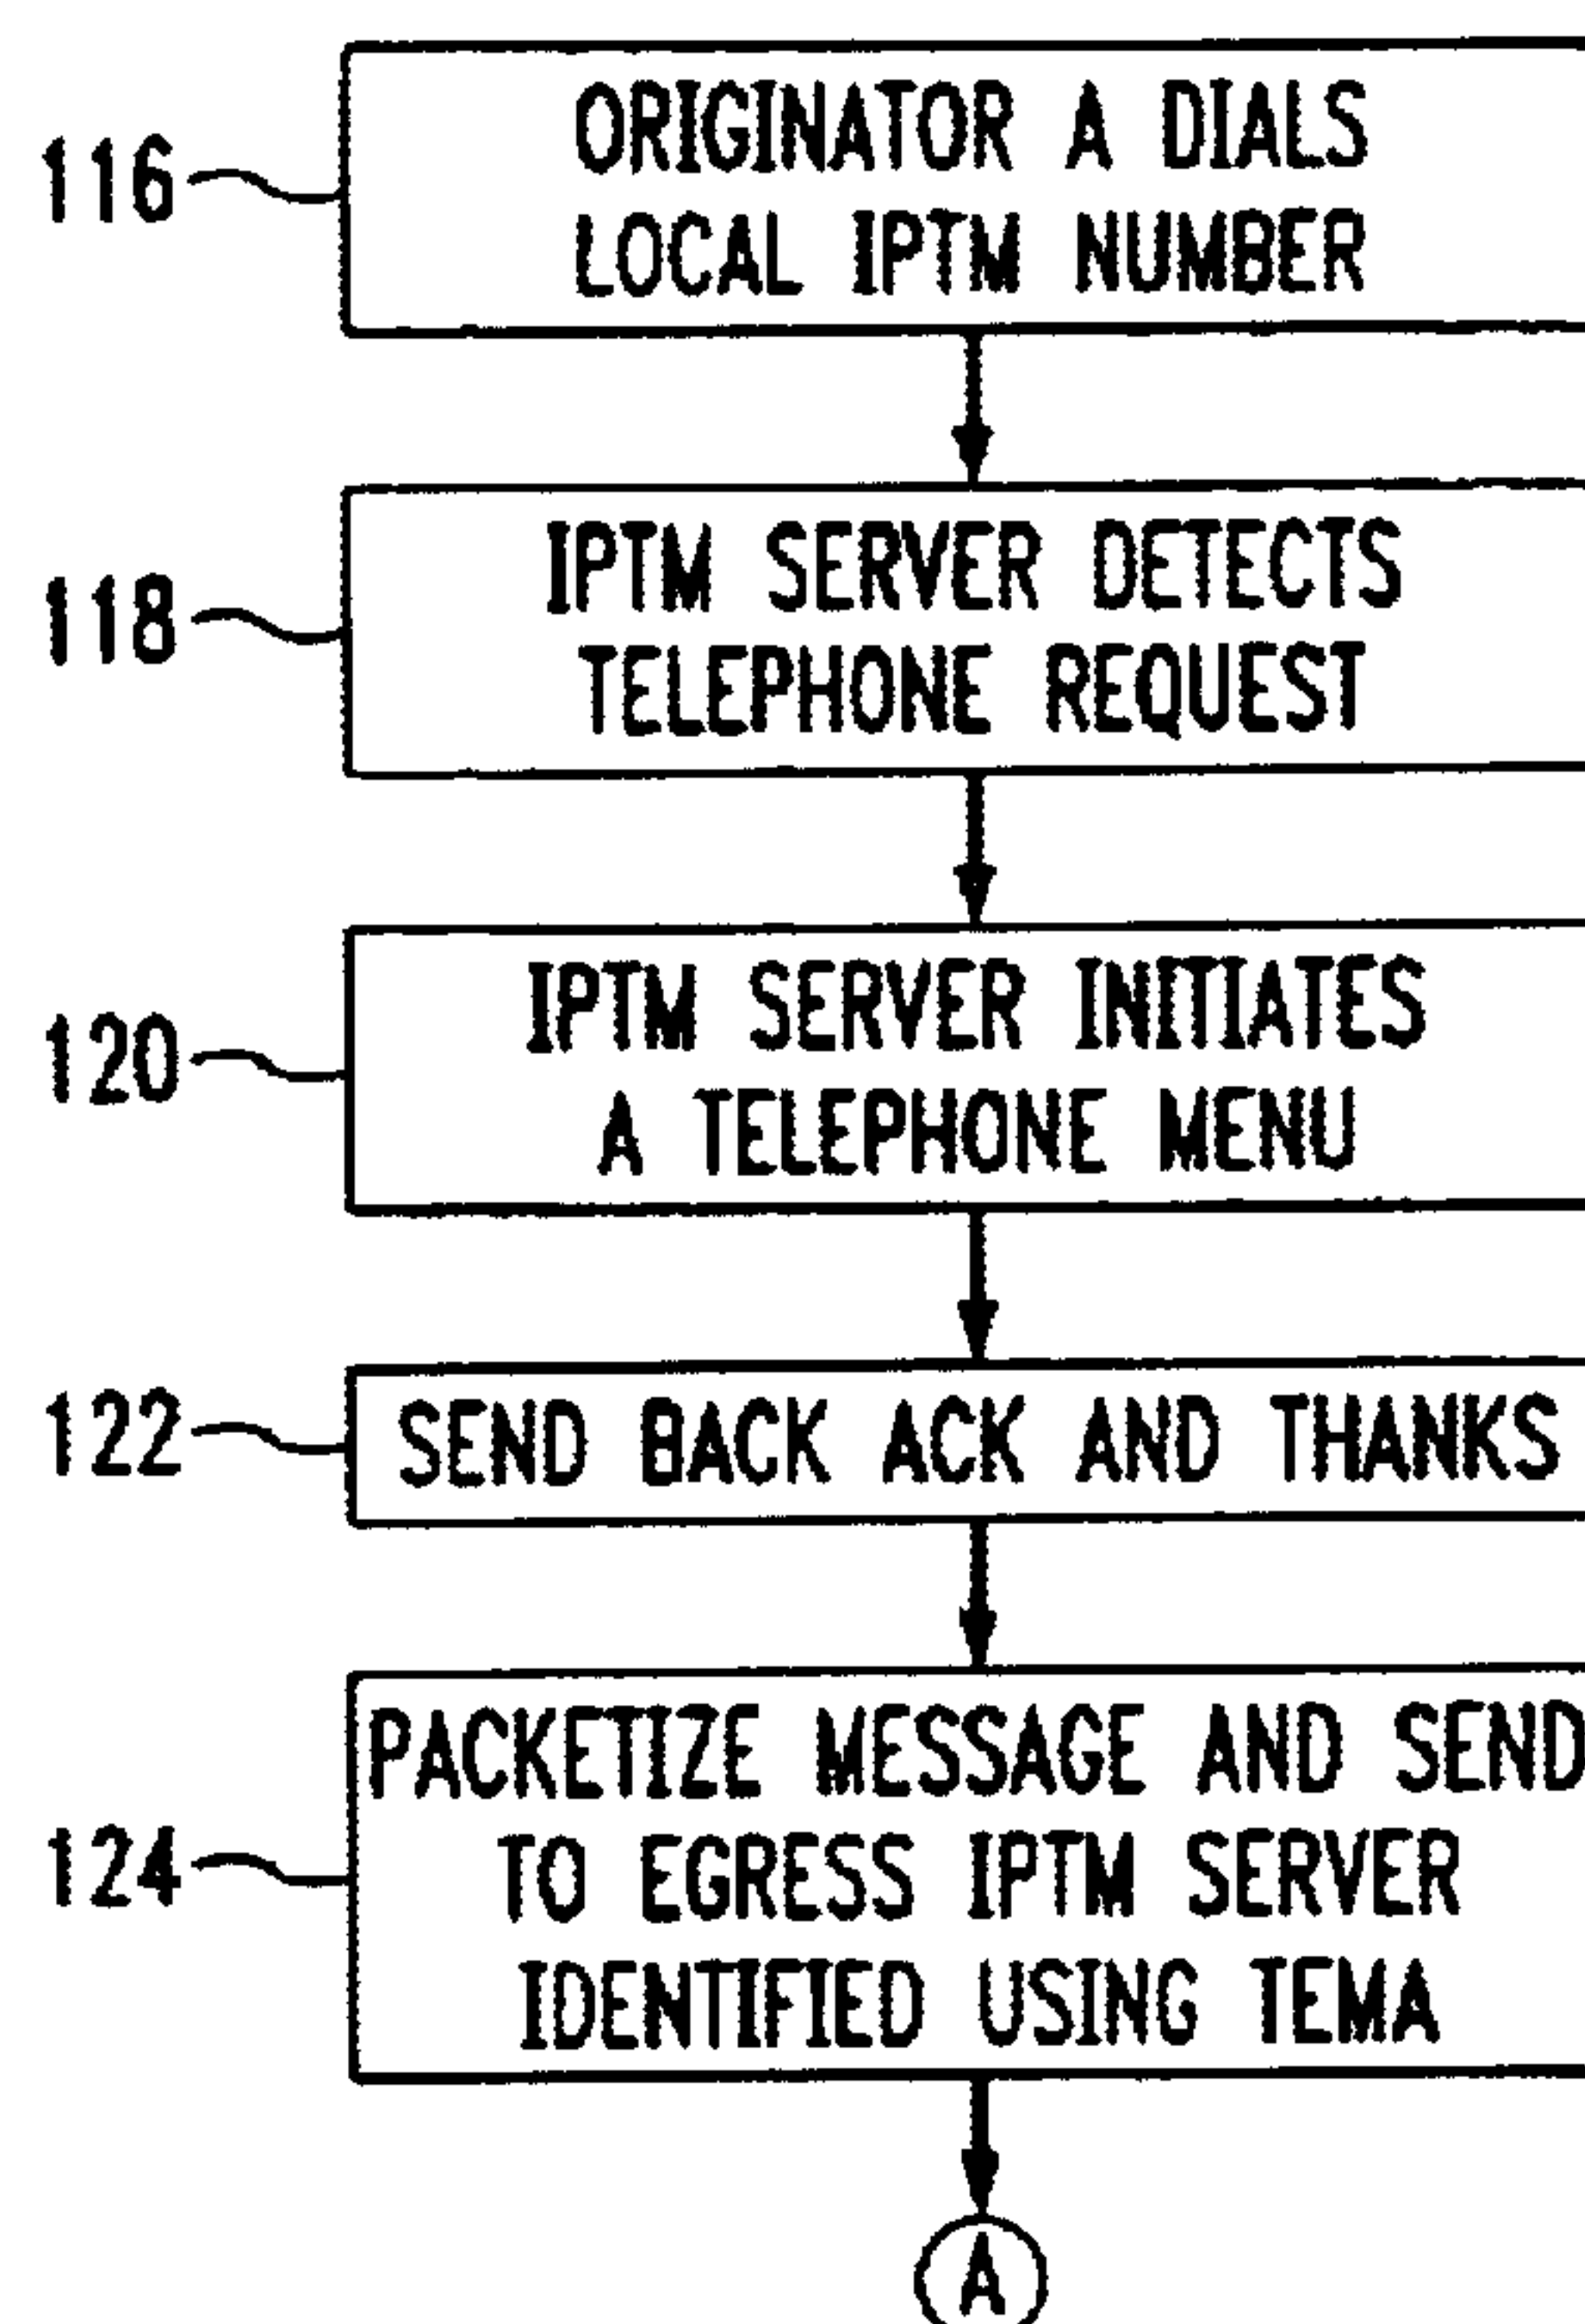 116
ORIGINATOR A DIALS
LOCAL IPTM NUMBER
118
IPTM SERVER DETECTS
TELEPHONE REQUEST
120
IPTM SERVER INITIATES
A TELEPHONE MENU
122
SEND BACK ACK AND THANKS
124
PACKETIZE MESSAGE AND SEND
TO EGRESS IPTM SERVER
IDENTIFIED USING TEMA
A